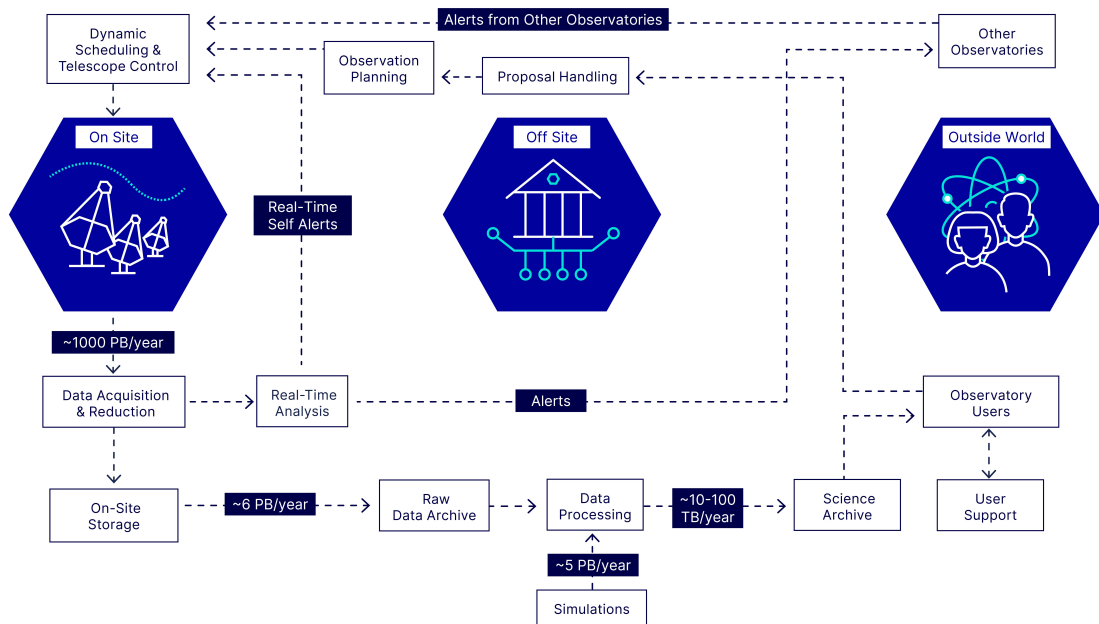 Dynamic
Scheduling &
Telescope Control
Alerts from Other Observatories
Other
Observatories
Observation
Planning
Proposal Handling
On Site
Off Site
Outside World
Real-Time
Self Alerts
~1000 PB/year
Data Acquisition
& Reduction
Real-Time
Analysis
Alerts
Observatory
Users
On-Site
Storage
~6 PB/year
Raw
Data Archive
Data
Processing
~10-100
TB/year
Science
Archive
User
Support
~5 PB/year
Simulations